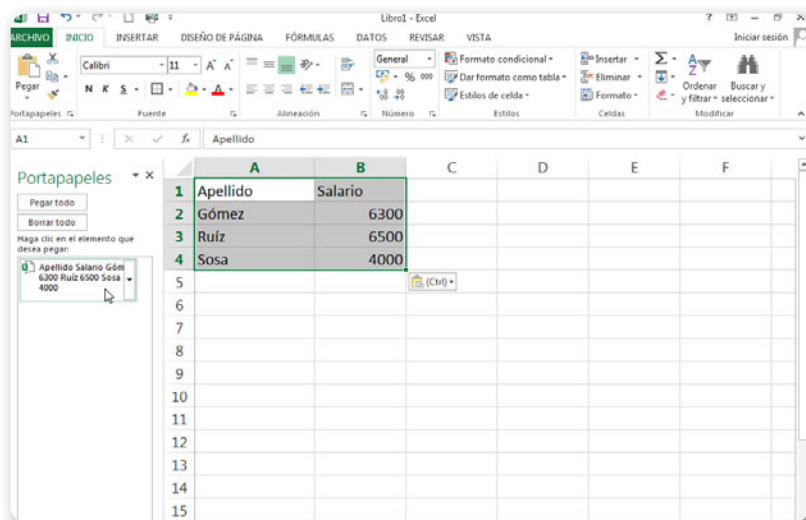 Libro1 - Excel
ARCHIVO INICIO INSERTAR DISEÑO DE PÁGINA FÓRMULAS DATOS REVISAR VISTA Iniciar sesión
Pegar
Calibri 11
N K S
A A
General
% 000
Formato condicional
Dar formato como tabla
Estilos de celda
Insertar
Eliminar
Formato
Ordenar y filtrar
Buscar y seleccionar
Portapapeles Fuente Alineación Número Estilos Celdas Modificar
A1 fx Apellido
Portapapeles
Pegar todo
Borrar todo
Haga clic en el elemento que
desea pegar:
Apellido Salario Góm
6300 Ruíz 6500 Sosa
4000
A B C D E F
1 Apellido Salario
2 Gómez 6300
3 Ruíz 6500
4 Sosa 4000
5 (Ctrl)
6
7
8
9
10
11
12
13
14
15